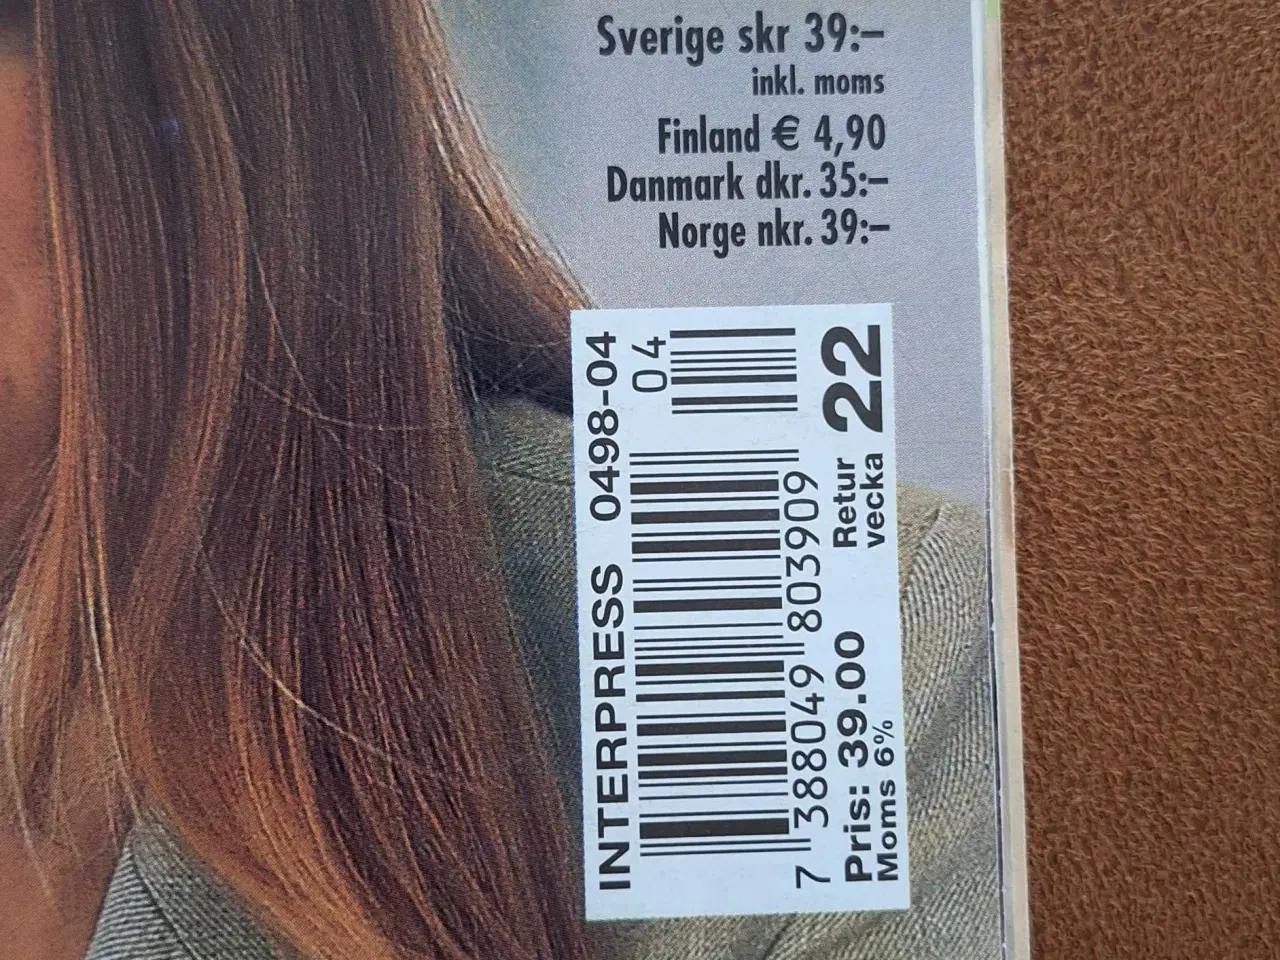 Sverige skr 39:–
inkl. moms
Finland € 4,90
Danmark dkr. 35:–
Norge nkr. 39:–
INTERPRESS 0498-04
04
7 388049 803909
Pris: 39.00
Moms 6%
Retur
vecka 22